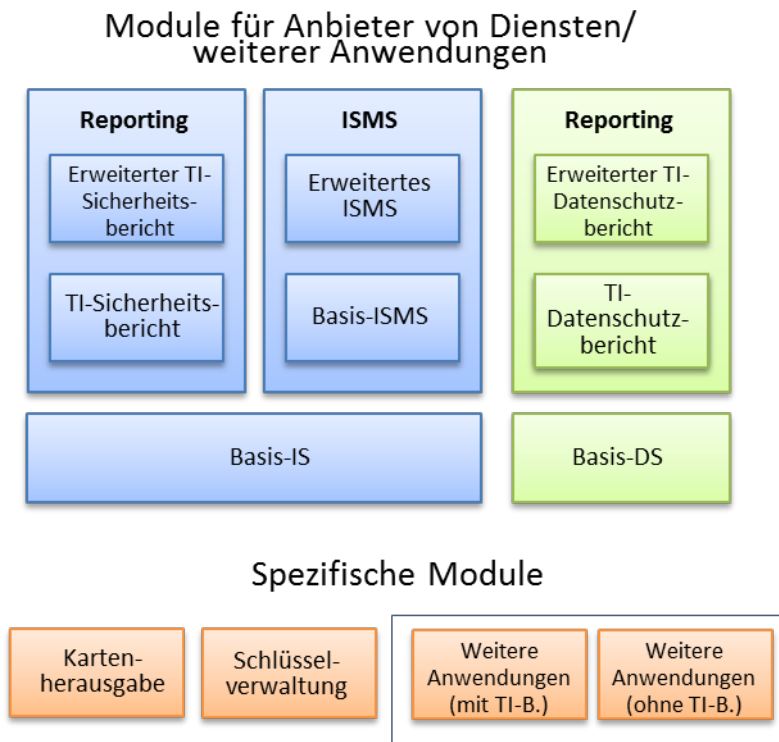 Module für Anbieter von Diensten/
weiterer Anwendungen
Reporting
Erweiterter TI-
Sicherheits-
bericht
TI-Sicherheits-
bericht
ISMS
Erweitertes
ISMS
Basis-ISMS
Reporting
Erweiterter TI-
Datenschutz-
bericht
TI-
Datenschutz-
bericht
Basis-IS
Basis-DS
Spezifische Module
Karten-
herausgabe
Schlüssel-
verwaltung
Weitere
Anwendungen
(mit TI-B.)
Weitere
Anwendungen
(ohne TI-B.)